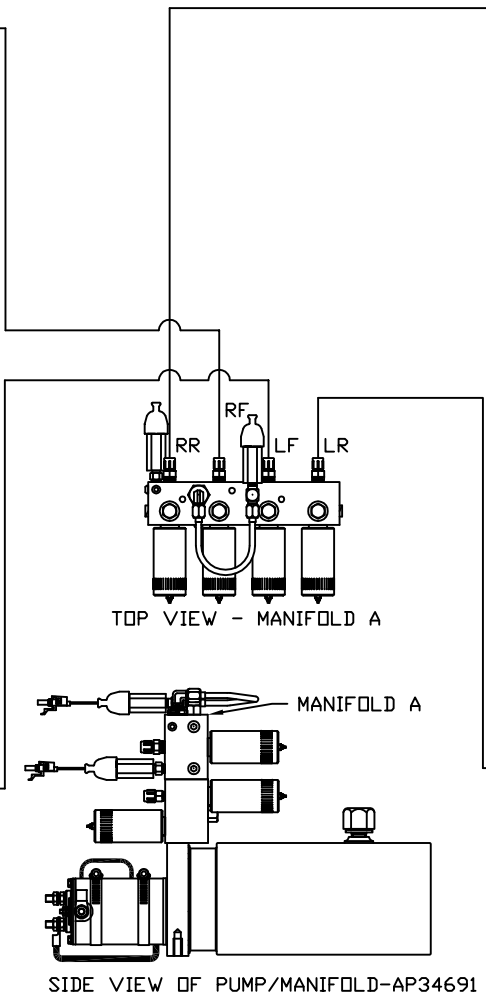 RF
RR
LF
LR
TOP VIEW - MANIFOLD A
MANIFOLD A
SIDE VIEW OF PUMP/MANIFOLD-AP34691